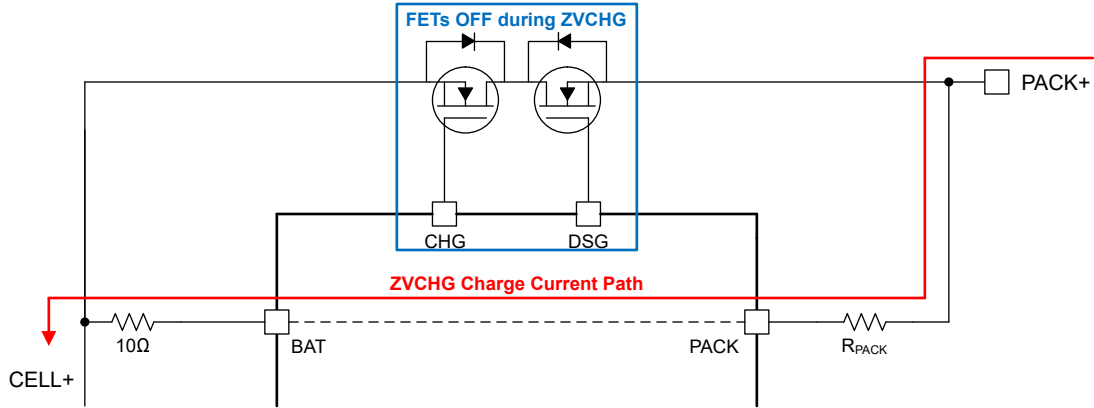 FETs OFF during ZVCHG
PACK+
CHG
DSG
ZVCHG Charge Current Path
10Ω
BAT
PACK
RPACK
CELL+